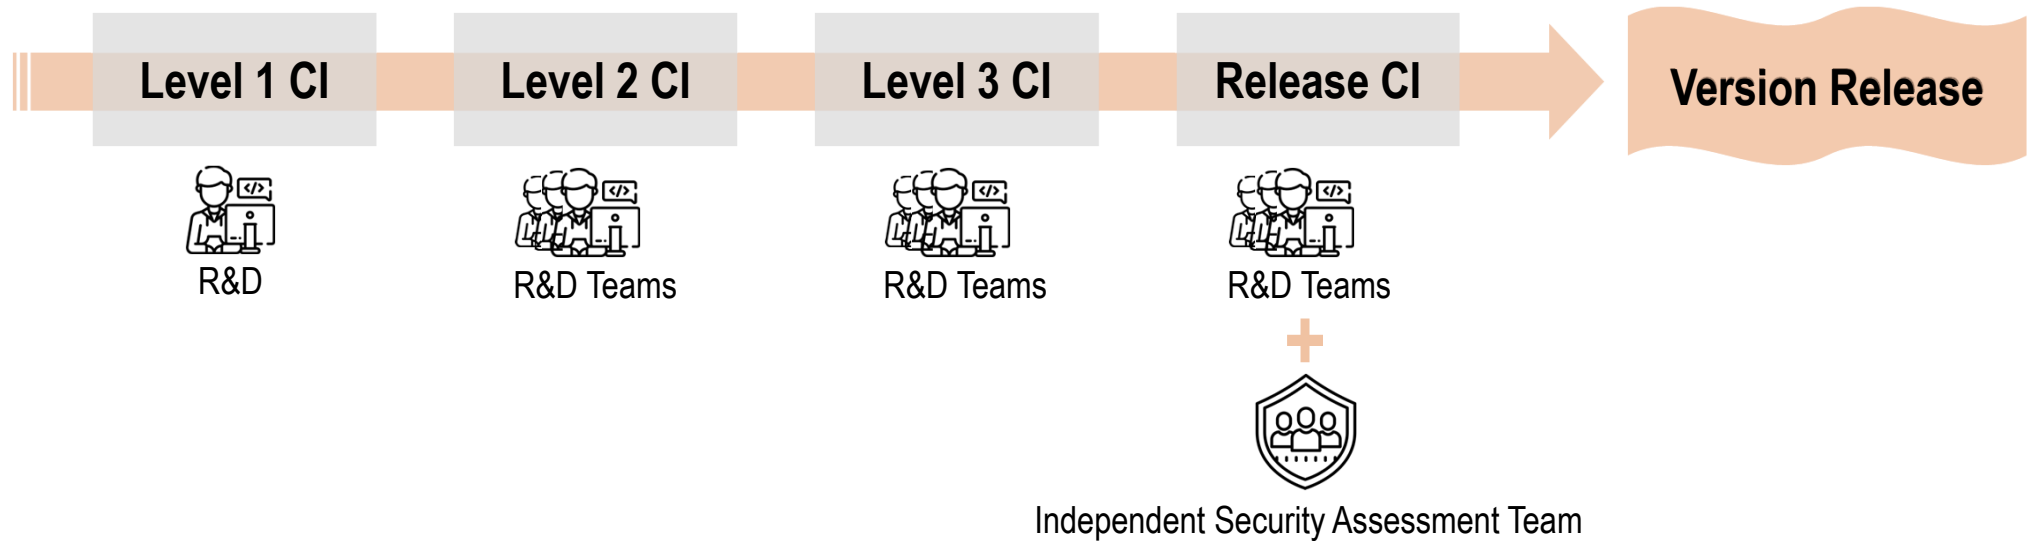 Level 1 CI
Level 2 CI
Level 3 CI
Release CI
Version Release
</>
</>
</>
</>
R&D
R&D Teams
R&D Teams
R&D Teams
+
Independent Security Assessment Team